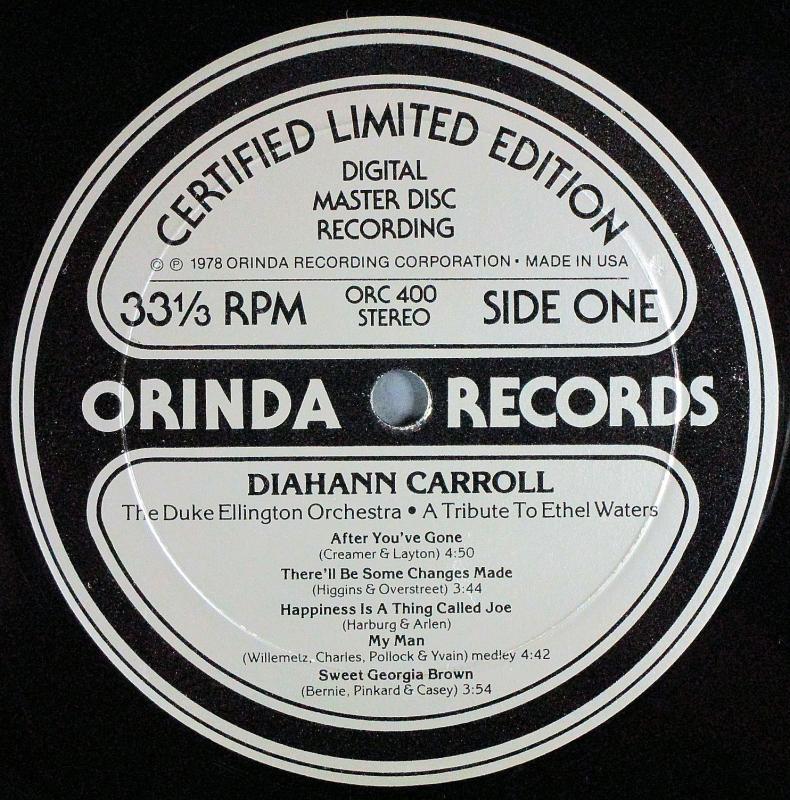 CERTIFIED LIMITED EDITION
DIGITAL
MASTER DISC
RECORDING
© ℗ 1978 ORINDA RECORDING CORPORATION • MADE IN USA
33⅓ RPM ORC 400 STEREO SIDE ONE
ORINDA RECORDS
DIAHANN CARROLL
The Duke Ellington Orchestra • A Tribute To Ethel Waters
After You've Gone
(Creamer & Layton) 4:50
There'll Be Some Changes Made
(Higgins & Overstreet) 3:44
Happiness Is A Thing Called Joe
(Harburg & Arlen)
My Man
(Willemetz, Charles, Pollock & Yvain) medley 4:42
Sweet Georgia Brown
(Bernie, Pinkard & Casey) 3:54